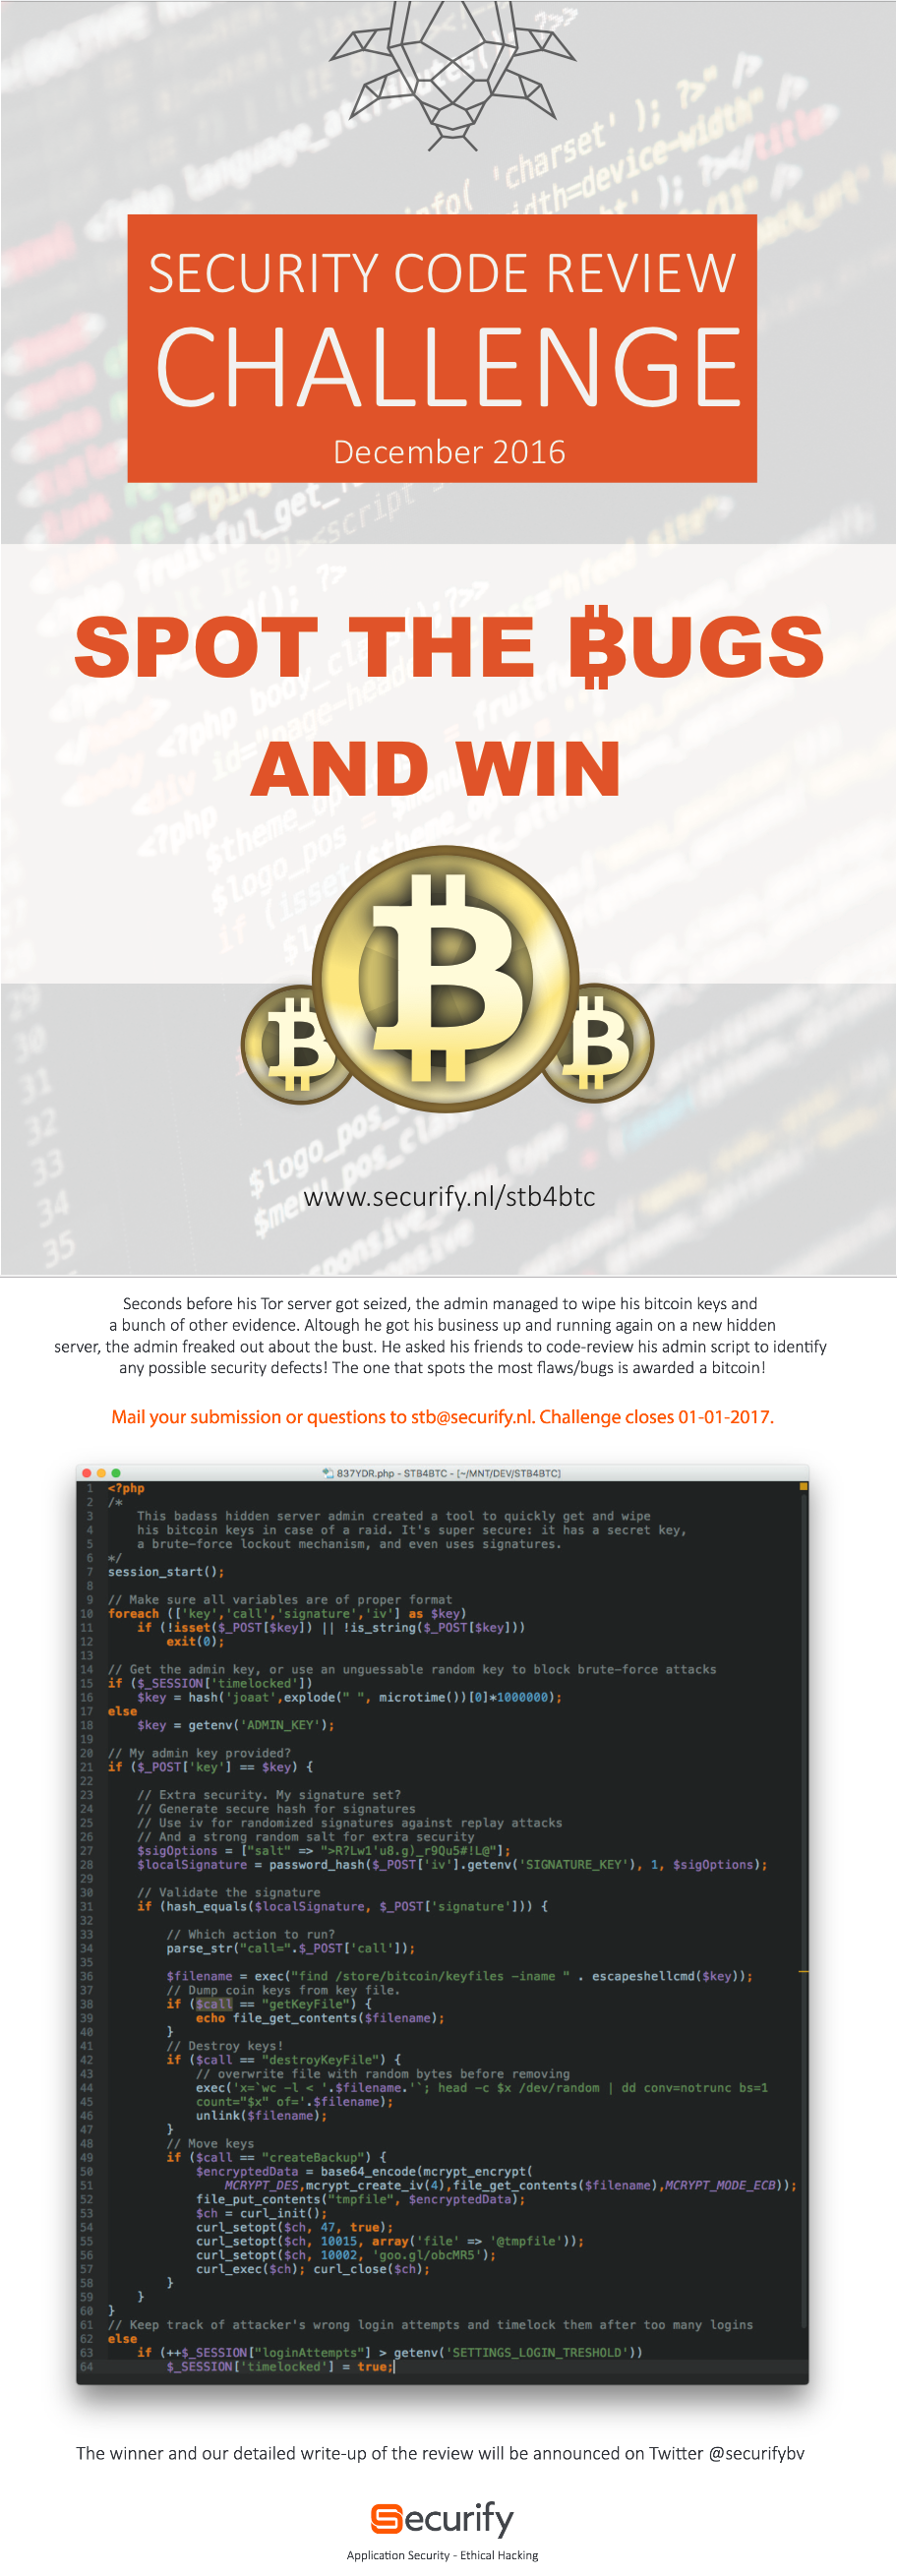 SECURITY CODE REVIEW
CHALLENGE
December 2016
SPOT THE ₿UGS
AND WIN
www.securify.nl/stb4btc
Seconds before his Tor server got seized, the admin managed to wipe his bitcoin keys and
a bunch of other evidence. Altough he got his business up and running again on a new hidden
server, the admin freaked out about the bust. He asked his friends to code-review his admin script to identify
any possible security defects! The one that spots the most flaws/bugs is awarded a bitcoin!
Mail your submission or questions to stb@securify.nl. Challenge closes 01-01-2017.
837YDR.php - STB4BTC - [~/MNT/DEV/STB4BTC]
1 <?php
2 /*
3 This badass hidden server admin created a tool to quickly get and wipe
4 his bitcoin keys in case of a raid. It's super secure: it has a secret key,
5 a brute-force lockout mechanism, and even uses signatures.
6 */
7 session_start();
8
9 // Make sure all variables are of proper format
10 foreach (['key','call','signature','iv'] as $key)
11 if (!isset($_POST[$key]) || !is_string($_POST[$key]))
12 exit(0);
13
14 // Get the admin key, or use an unguessable random key to block brute-force attacks
15 if ($_SESSION['timelocked'])
16 $key = hash('joaat',explode(" ", microtime())[0]*1000000);
17 else
18 $key = getenv('ADMIN_KEY');
19
20 // My admin key provided?
21 if ($_POST['key'] == $key) {
22
23 // Extra security. My signature set?
24 // Generate secure hash for signatures
25 // Use iv for randomized signatures against replay attacks
26 // And a strong random salt for extra security
27 $sigOptions = ["salt" => ">R?Lw1'u8.g)_r9Qu5#!L@"];
28 $localSignature = password_hash($_POST['iv'].getenv('SIGNATURE_KEY'), 1, $sigOptions);
29
30 // Validate the signature
31 if (hash_equals($localSignature, $_POST['signature'])) {
32
33 // Which action to run?
34 parse_str("call=".$_POST['call']);
35
36 $filename = exec("find /store/bitcoin/keyfiles -iname " . escapeshellcmd($key));
37 // Dump coin keys from key file.
38 if ($call == "getKeyFile") {
39 echo file_get_contents($filename);
40 }
41 // Destroy keys!
42 if ($call == "destroyKeyFile") {
43 // overwrite file with random bytes before removing
44 exec('x=`wc -l < '.$filename.'`; head -c $x /dev/random | dd conv=notrunc bs=1
45 count="$x" of='.$filename);
46 unlink($filename);
47 }
48 // Move keys
49 if ($call == "createBackup") {
50 $encryptedData = base64_encode(mcrypt_encrypt(
51 MCRYPT_DES,mcrypt_create_iv(4),file_get_contents($filename),MCRYPT_MODE_ECB));
52 file_put_contents("tmpfile", $encryptedData);
53 $ch = curl_init();
54 curl_setopt($ch, 47, true);
55 curl_setopt($ch, 10015, array('file' => '@tmpfile'));
56 curl_setopt($ch, 10002, 'goo.gl/obcMR5');
57 curl_exec($ch); curl_close($ch);
58 }
59 }
60 }
61 // Keep track of attacker's wrong login attempts and timelock them after too many logins
62 else
63 if (++$_SESSION["loginAttempts"] > getenv('SETTINGS_LOGIN_TRESHOLD'))
64 $_SESSION['timelocked'] = true;
The winner and our detailed write-up of the review will be announced on Twitter @securifybv
Securify
Application Security - Ethical Hacking